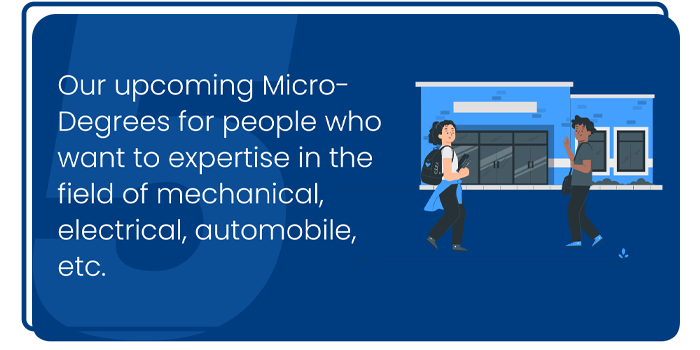 Our upcoming Micro-
Degrees for people who
want to expertise in the
field of mechanical,
electrical, automobile,
etc.